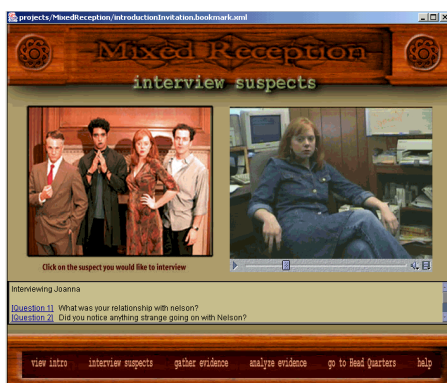 projects/MixedReception/introductionInvitation.bookmark.xml
Mixed Reception
interview suspects
Click on the suspect you would like to interview
Interviewing Joanna
[Question 1] What was your relationship with nelson?
[Question 2] Did you notice anything strange going on with Nelson?
view intro interview suspects gather evidence analyze evidence go to Head Quarters help